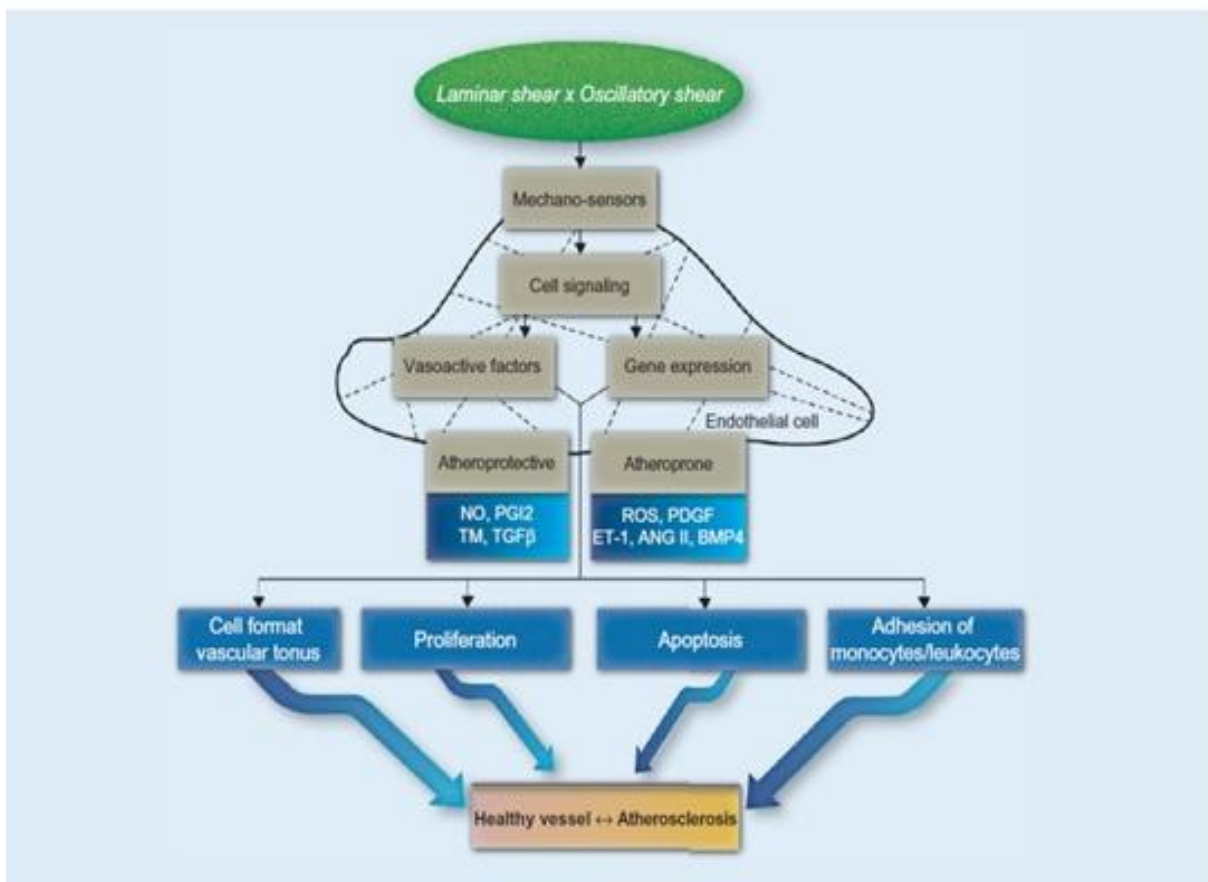 Laminar shear x Oscillatory shear
Mechano-sensors
Cell signaling
Vasoactive factors
Gene expression
Endothelial cell
Atheroprotective
Atheroprone
NO, PGI2
TM, TGFβ
ROS, PDGF
ET-1, ANG II, BMP4
Cell format
vascular tonus
Proliferation
Apoptosis
Adhesion of
monocytes/leukocytes
Healthy vessel ↔ Atherosclerosis